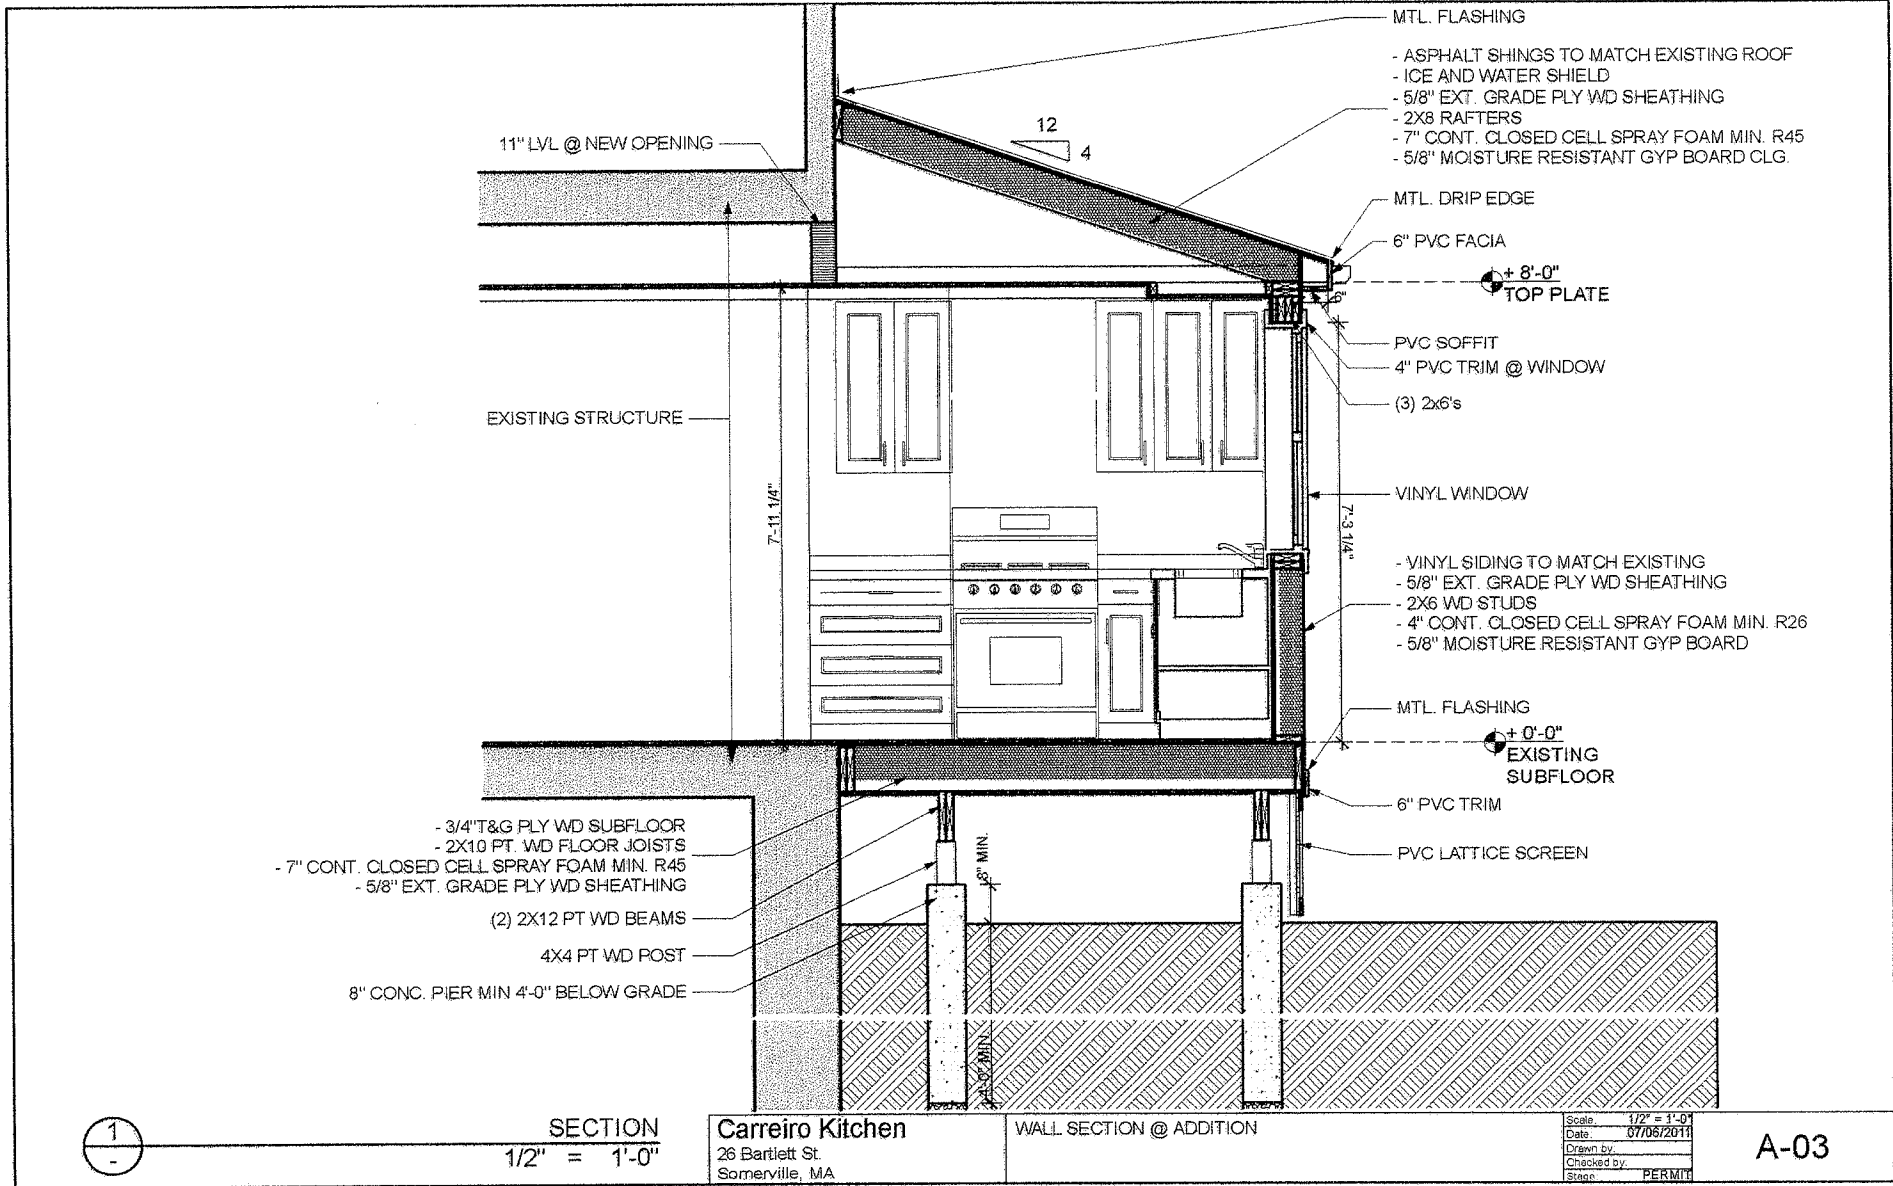 MTL. FLASHING
- ASPHALT SHINGS TO MATCH EXISTING ROOF
- ICE AND WATER SHIELD
- 5/8" EXT. GRADE PLY WD SHEATHING
- 2X8 RAFTERS
- 7" CONT. CLOSED CELL SPRAY FOAM MIN. R45
- 5/8" MOISTURE RESISTANT GYP BOARD CLG.
12
4
11" LVL @ NEW OPENING
MTL. DRIP EDGE
6" PVC FACIA
+ 8'-0"
TOP PLATE
6"
PVC SOFFIT
4" PVC TRIM @ WINDOW
(3) 2x6's
EXISTING STRUCTURE
7'-11 1/4"
VINYL WINDOW
7'-3 1/4"
- VINYL SIDING TO MATCH EXISTING
- 5/8" EXT. GRADE PLY WD SHEATHING
- 2X6 WD STUDS
- 4" CONT. CLOSED CELL SPRAY FOAM MIN. R26
- 5/8" MOISTURE RESISTANT GYP BOARD
MTL. FLASHING
+ 0'-0"
EXISTING
SUBFLOOR
6" PVC TRIM
PVC LATTICE SCREEN
- 3/4"T&G PLY WD SUBFLOOR
- 2X10 PT. WD FLOOR JOISTS
- 7" CONT. CLOSED CELL SPRAY FOAM MIN. R45
- 5/8" EXT. GRADE PLY WD SHEATHING
(2) 2X12 PT WD BEAMS
4X4 PT WD POST
8" CONC. PIER MIN 4'-0" BELOW GRADE
8" MIN.
4'-0" MIN.
1
-
SECTION
1/2" = 1'-0"
Carreiro Kitchen
26 Bartlett St.
Somerville, MA
WALL SECTION @ ADDITION
Scale: 1/2" = 1'-0"
Date: 07/06/2011
Drawn by:
Checked by:
Stage: PERMIT
A-03